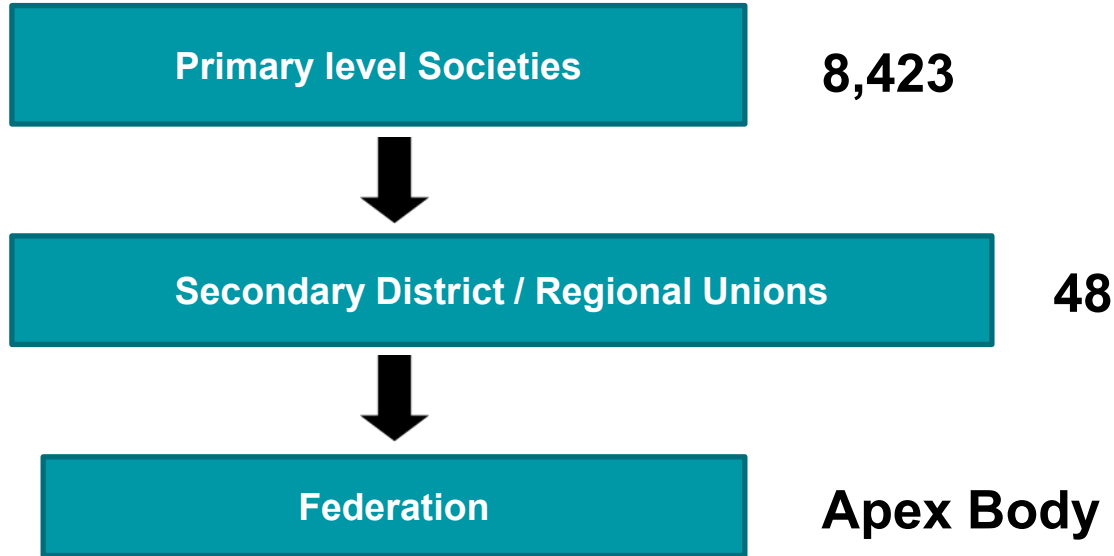 Primary level Societies
8,423
Secondary District / Regional Unions
48
Federation
Apex Body